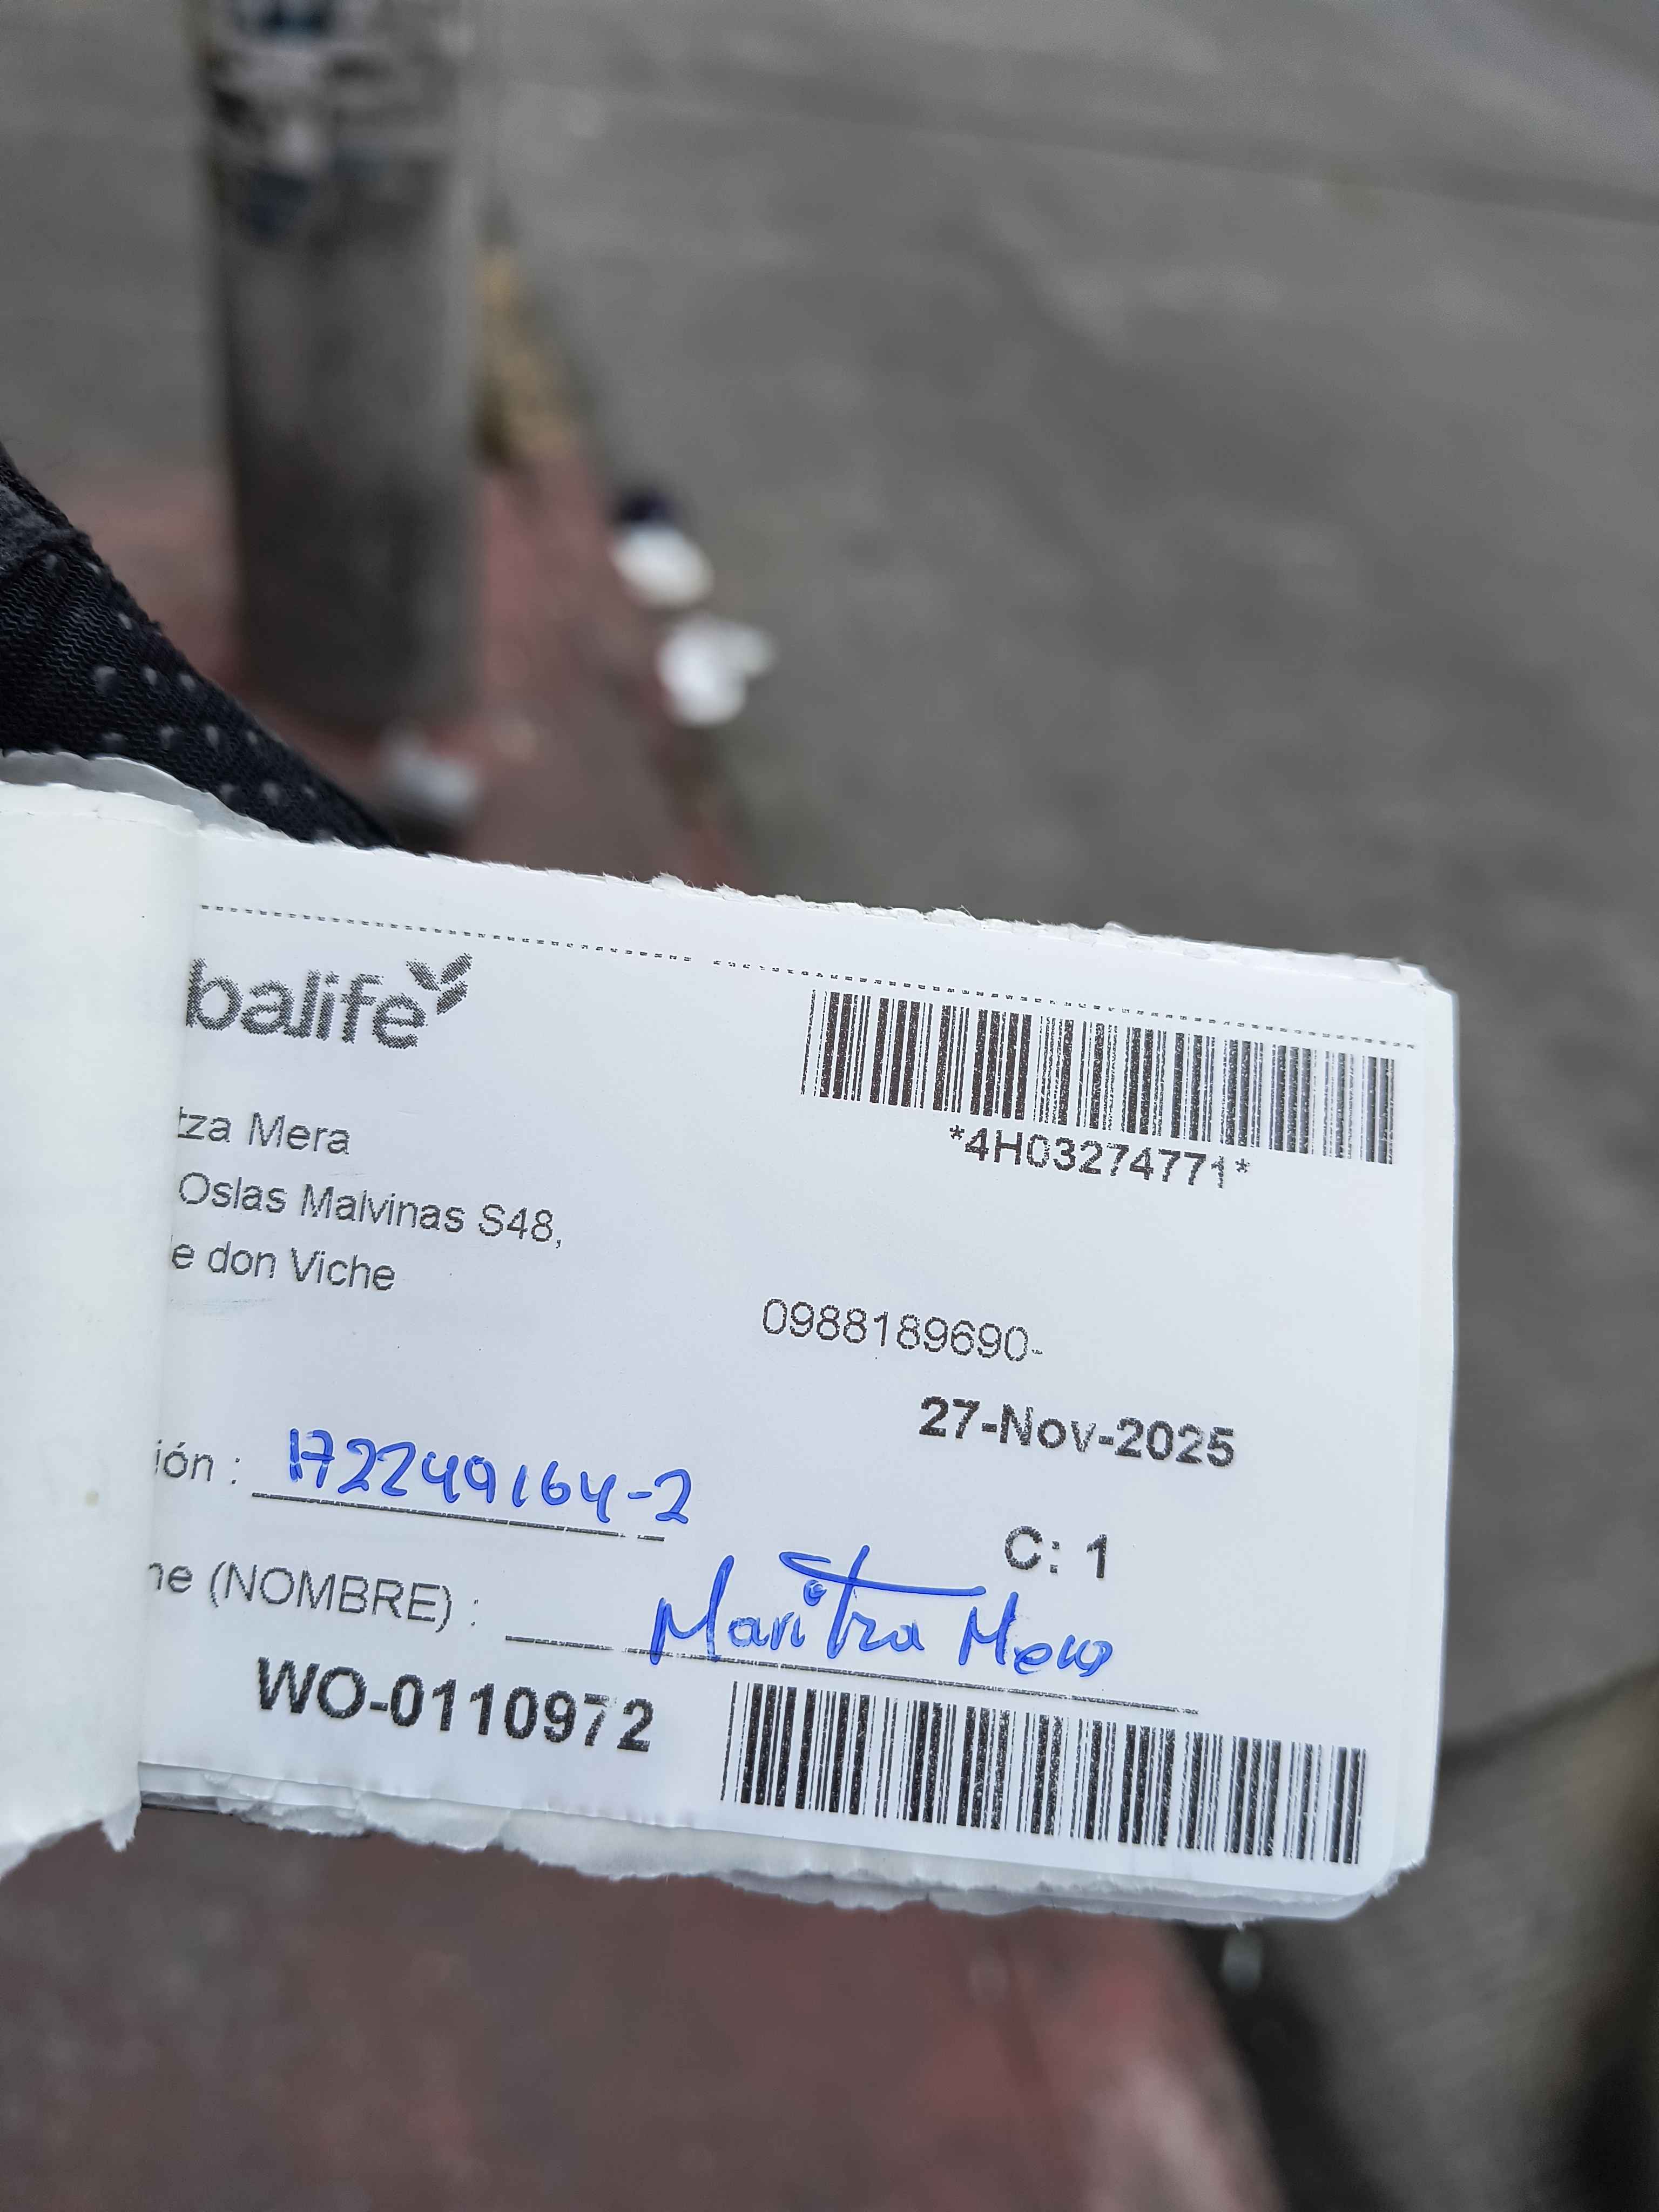 balife
*4H03274771*
tza Mera
Oslas Malvinas S48,
le don Viche
0988189690-
27-Nov-2025
ión : 172249164-2
C: 1
ne (NOMBRE) : Maritza Mera
WO-0110972